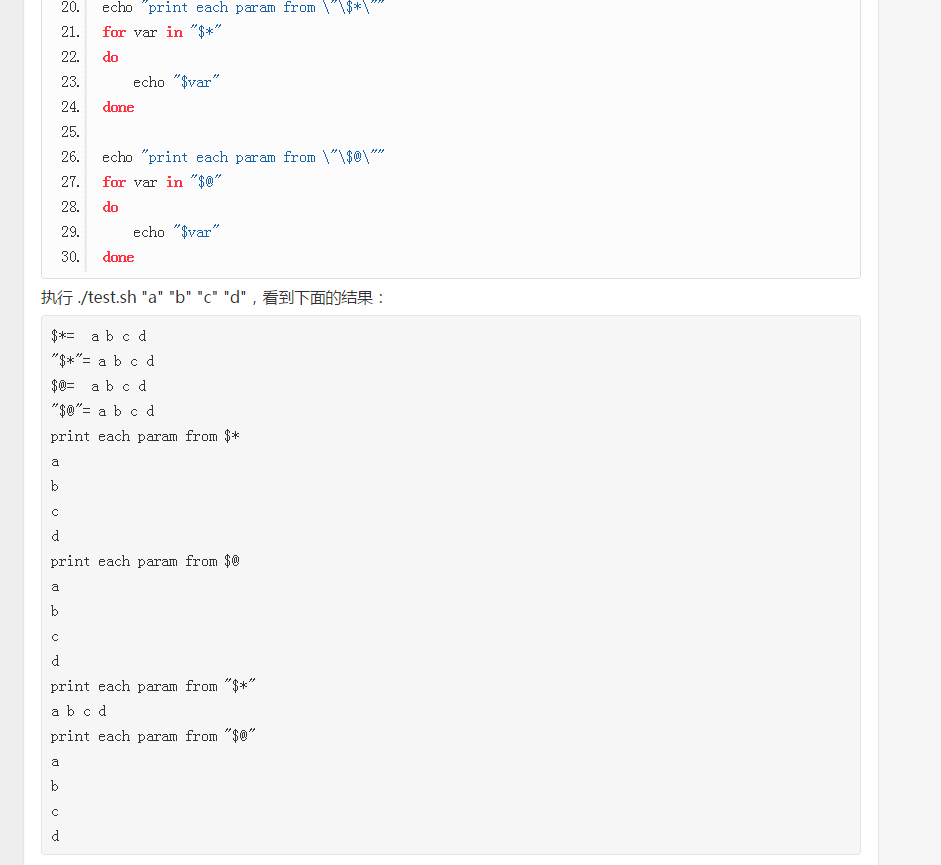 20. echo "print each param from \"\$*\""
21. for var in "$*"
22. do
23.     echo "$var"
24. done
25.
26. echo "print each param from \"\$@\""
27. for var in "$@"
28. do
29.     echo "$var"
30. done
执行 ./test.sh "a" "b" "c" "d"，看到下面的结果：
$*=  a b c d
"$*"= a b c d
$@=  a b c d
"$@"= a b c d
print each param from $*
a
b
c
d
print each param from $@
a
b
c
d
print each param from "$*"
a b c d
print each param from "$@"
a
b
c
d